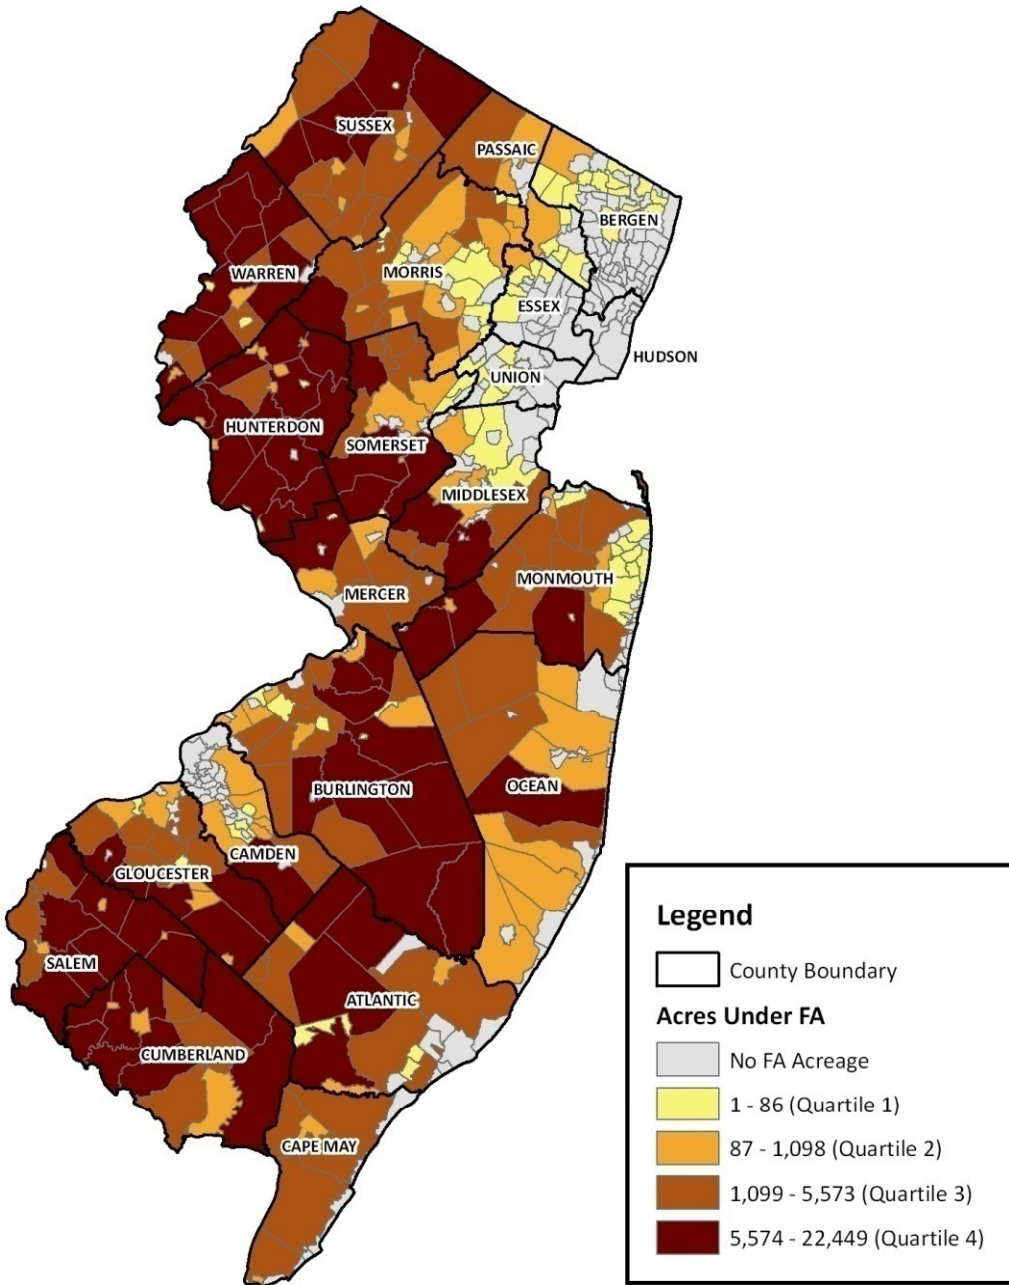 SUSSEX
PASSAIC
BERGEN
WARREN
MORRIS
ESSEX
HUDSON
UNION
HUNTERDON
SOMERSET
MIDDLESEX
MONMOUTH
MERCER
OCEAN
BURLINGTON
CAMDEN
GLOUCESTER
SALEM
ATLANTIC
CUMBERLAND
CAPE MAY
Legend
County Boundary
Acres Under FA
No FA Acreage
1 - 86 (Quartile 1)
87 - 1,098 (Quartile 2)
1,099 - 5,573 (Quartile 3)
5,574 - 22,449 (Quartile 4)